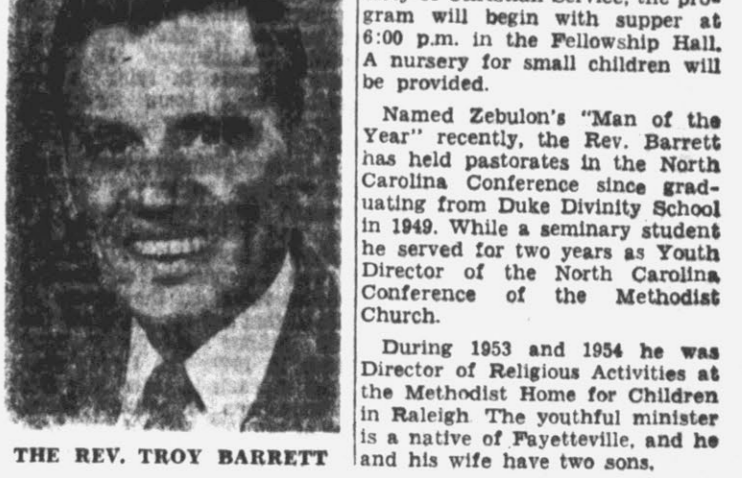 gram will begin with supper at
6:00 p.m. in the Fellowship Hall.
A nursery for small children will
be provided.
Named Zebulon's "Man of the
Year" recently, the Rev. Barrett
has held pastorates in the North
Carolina Conference since grad-
uating from Duke Divinity School
in 1949. While a seminary student
he served for two years as Youth
Director of the North Carolina
Conference of the Methodist
Church.
During 1953 and 1954 he was
Director of Religious Activities at
the Methodist Home for Children
in Raleigh. The youthful minister
is a native of Fayetteville, and he
and his wife have two sons.
THE REV. TROY BARRETT